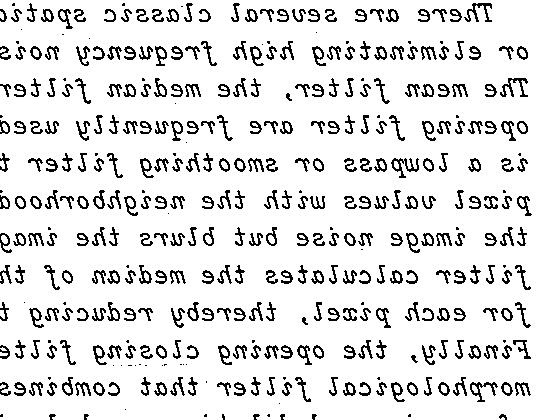 There are several classic spatia
or eliminating high frequency nois
The mean filter, the median filter
opening filter are frequently used
is a lowpass or smoothing filter t
pixel values with the neighborhood
the image noise but blurs the imag
filter calculates the median of th
for each pixel, thereby reducing t
Finally, the opening closing filte
morphological filter that combines